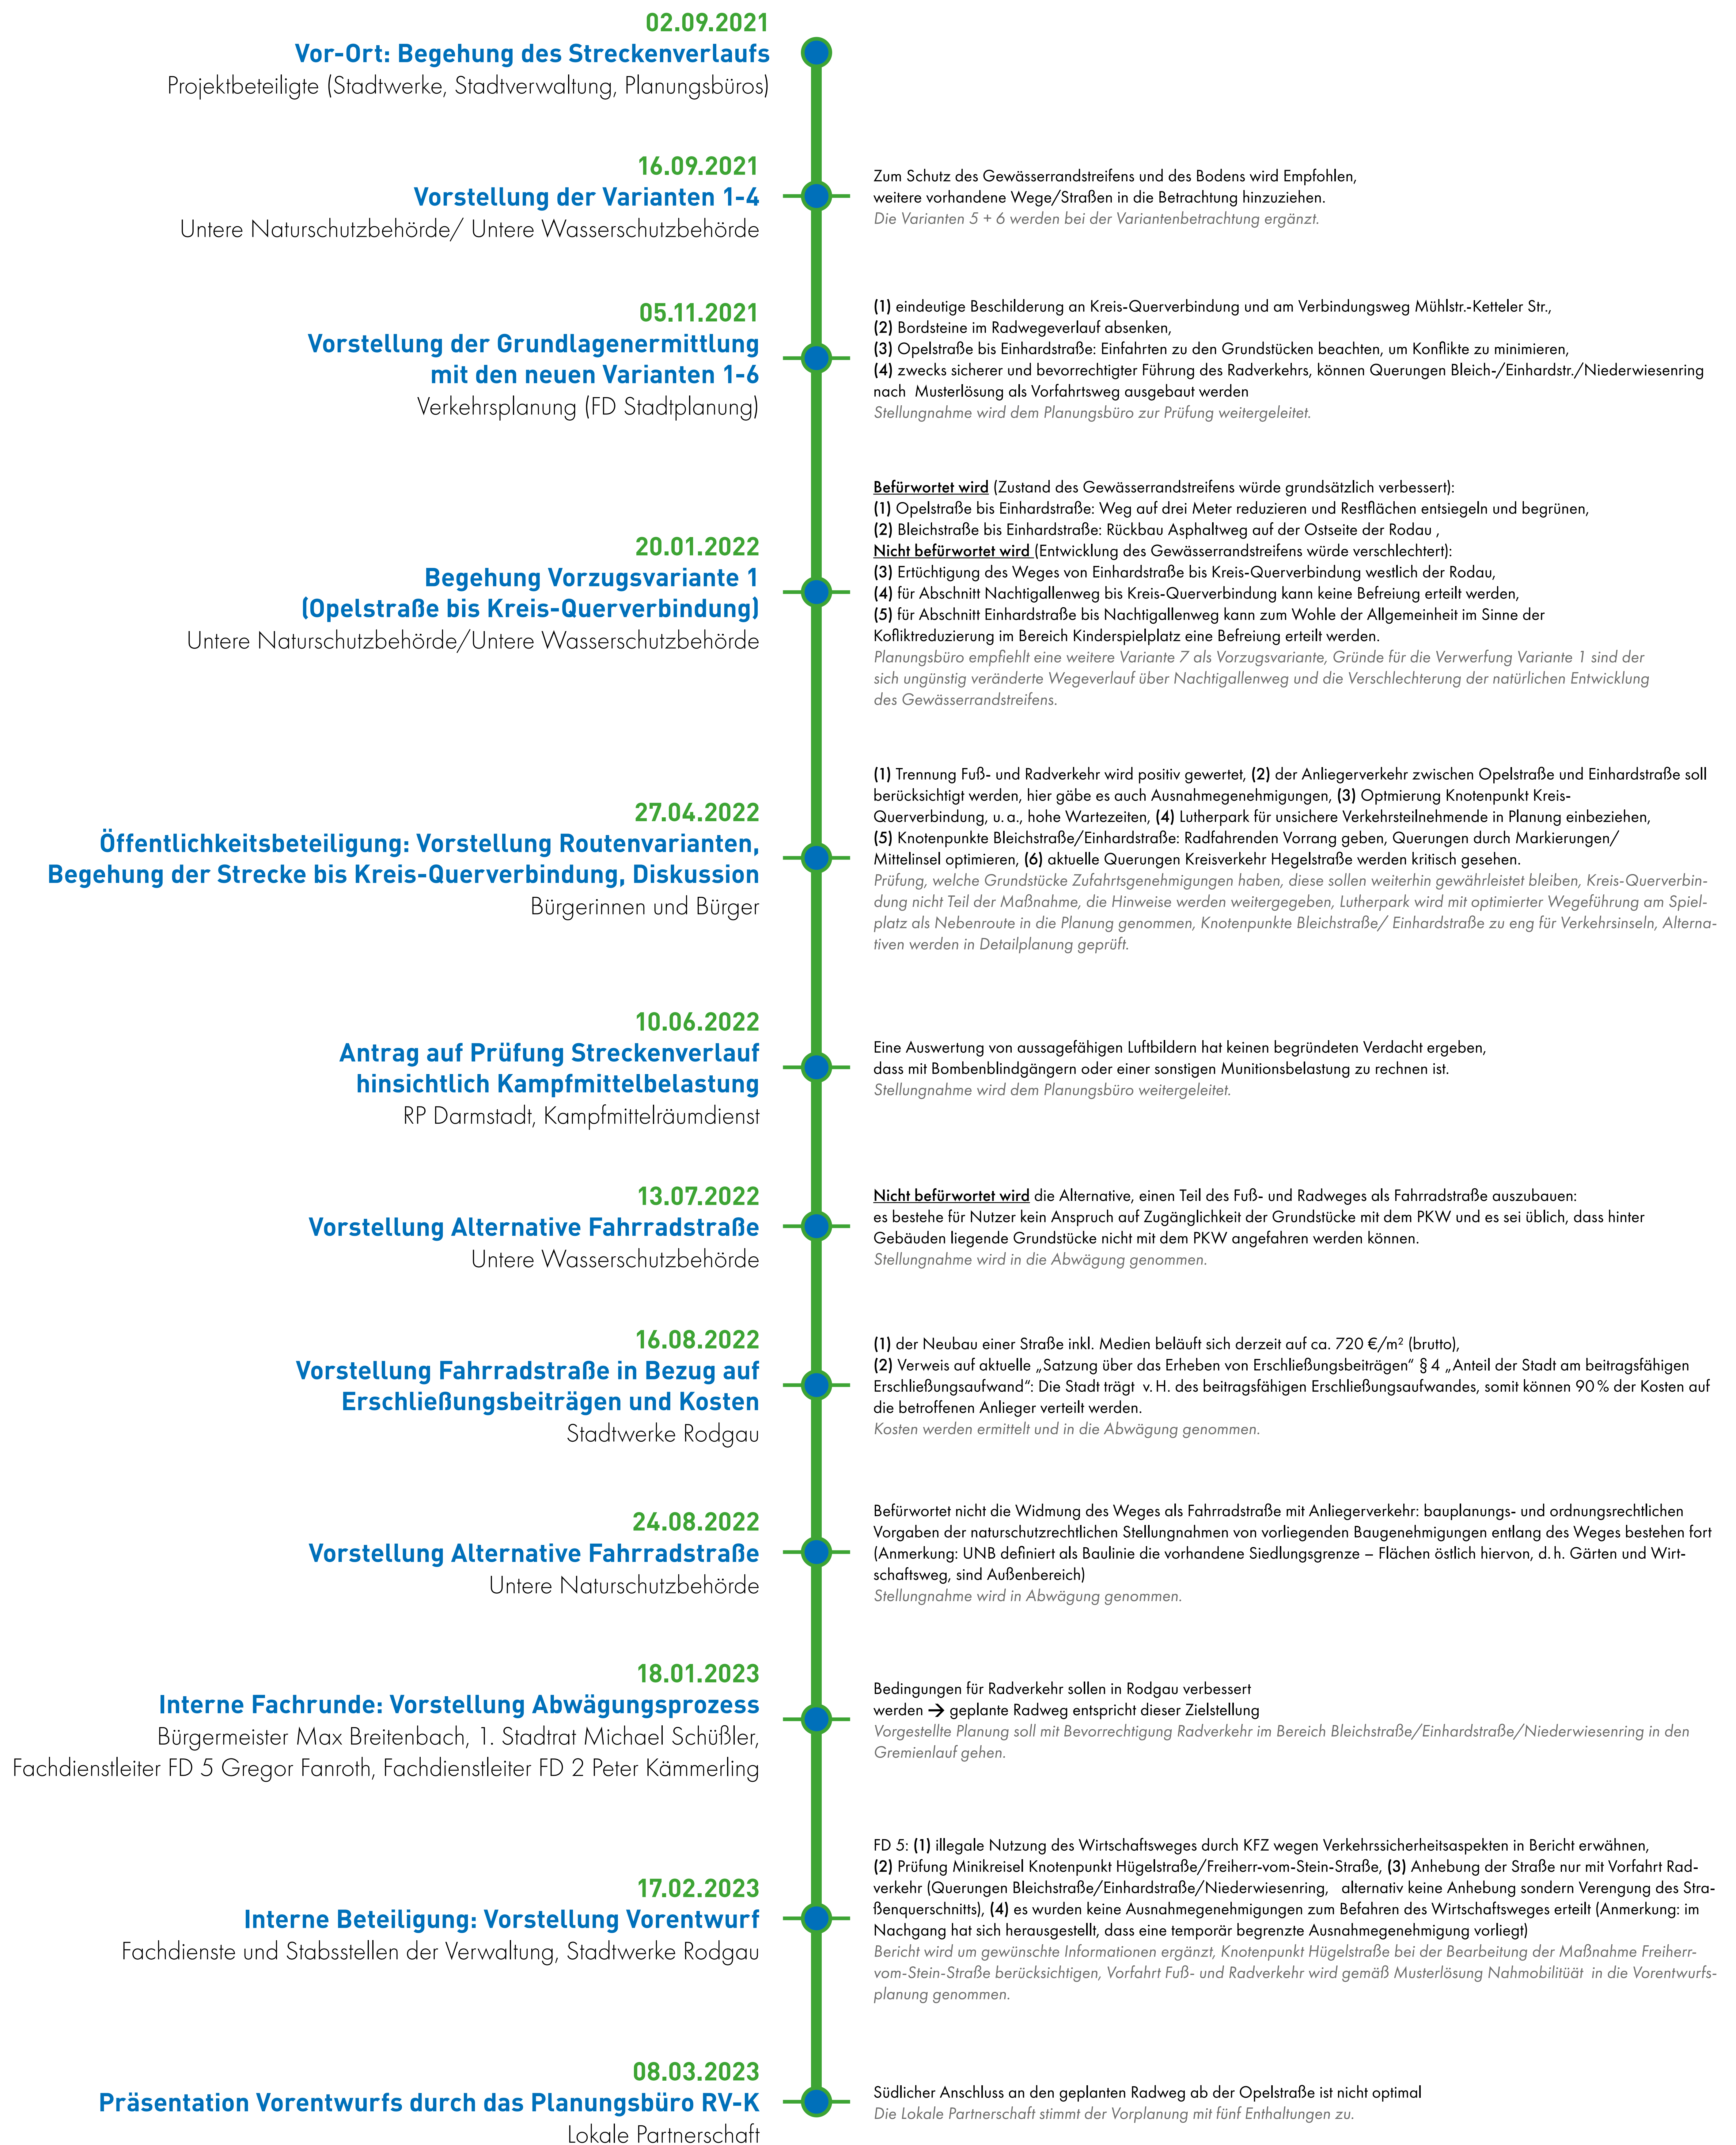 02.09.2021
Vor-Ort: Begehung des Streckenverlaufs
Projektbeteiligte (Stadtwerke, Stadtverwaltung, Planungsbüros)
16.09.2021
Vorstellung der Varianten 1-4
Untere Naturschutzbehörde/ Untere Wasserschutzbehörde
Zum Schutz des Gewässerrandstreifens und des Bodens wird Empfohlen,
weitere vorhandene Wege/Straßen in die Betrachtung hinzuziehen.
Die Varianten 5 + 6 werden bei der Variantenbetrachtung ergänzt.
05.11.2021
Vorstellung der Grundlagenermittlung
mit den neuen Varianten 1-6
Verkehrsplanung (FD Stadtplanung)
(1) eindeutige Beschilderung an Kreis-Querverbindung und am Verbindungsweg Mühlstr.-Ketteler Str.,
(2) Bordsteine im Radwegeverlauf absenken,
(3) Opelstraße bis Einhardstraße: Einfahrten zu den Grundstücken beachten, um Konflikte zu minimieren,
(4) zwecks sicherer und bevorrechtigter Führung des Radverkehrs, können Querungen Bleich-/Einhardstr./Niederwiesenring
nach Musterlösung als Vorfahrtsweg ausgebaut werden
Stellungnahme wird dem Planungsbüro zur Prüfung weitergeleitet.
20.01.2022
Begehung Vorzugsvariante 1
(Opelstraße bis Kreis-Querverbindung)
Untere Naturschutzbehörde/Untere Wasserschutzbehörde
Befürwortet wird (Zustand des Gewässerrandstreifens würde grundsätzlich verbessert):
(1) Opelstraße bis Einhardstraße: Weg auf drei Meter reduzieren und Restflächen entsiegeln und begrünen,
(2) Bleichstraße bis Einhardstraße: Rückbau Asphaltweg auf der Ostseite der Rodau ,
Nicht befürwortet wird (Entwicklung des Gewässerrandstreifens würde verschlechtert):
(3) Ertüchtigung des Weges von Einhardstraße bis Kreis-Querverbindung westlich der Rodau,
(4) für Abschnitt Nachtigallenweg bis Kreis-Querverbindung kann keine Befreiung erteilt werden,
(5) für Abschnitt Einhardstraße bis Nachtigallenweg kann zum Wohle der Allgemeinheit im Sinne der
Kofliktreduzierung im Bereich Kinderspielplatz eine Befreiung erteilt werden.
Planungsbüro empfiehlt eine weitere Variante 7 als Vorzugsvariante, Gründe für die Verwerfung Variante 1 sind der
sich ungünstig veränderte Wegeverlauf über Nachtigallenweg und die Verschlechterung der natürlichen Entwicklung
des Gewässerrandstreifens.
27.04.2022
Öffentlichkeitsbeteiligung: Vorstellung Routenvarianten,
Begehung der Strecke bis Kreis-Querverbindung, Diskussion
Bürgerinnen und Bürger
(1) Trennung Fuß- und Radverkehr wird positiv gewertet, (2) der Anliegerverkehr zwischen Opelstraße und Einhardstraße soll
berücksichtigt werden, hier gäbe es auch Ausnahmegenehmigungen, (3) Optmierung Knotenpunkt Kreis-
Querverbindung, u. a., hohe Wartezeiten, (4) Lutherpark für unsichere Verkehrsteilnehmende in Planung einbeziehen,
(5) Knotenpunkte Bleichstraße/Einhardstraße: Radfahrenden Vorrang geben, Querungen durch Markierungen/
Mittelinsel optimieren, (6) aktuelle Querungen Kreisverkehr Hegelstraße werden kritisch gesehen.
Prüfung, welche Grundstücke Zufahrtsgenehmigungen haben, diese sollen weiterhin gewährleistet bleiben, Kreis-Querverbin-
dung nicht Teil der Maßnahme, die Hinweise werden weitergegeben, Lutherpark wird mit optimierter Wegeführung am Spiel-
platz als Nebenroute in die Planung genommen, Knotenpunkte Bleichstraße/ Einhardstraße zu eng für Verkehrsinseln, Alterna-
tiven werden in Detailplanung geprüft.
10.06.2022
Antrag auf Prüfung Streckenverlauf
hinsichtlich Kampfmittelbelastung
RP Darmstadt, Kampfmittelräumdienst
Eine Auswertung von aussagefähigen Luftbildern hat keinen begründeten Verdacht ergeben,
dass mit Bombenblindgängern oder einer sonstigen Munitionsbelastung zu rechnen ist.
Stellungnahme wird dem Planungsbüro weitergeleitet.
13.07.2022
Vorstellung Alternative Fahrradstraße
Untere Wasserschutzbehörde
Nicht befürwortet wird die Alternative, einen Teil des Fuß- und Radweges als Fahrradstraße auszubauen:
es bestehe für Nutzer kein Anspruch auf Zugänglichkeit der Grundstücke mit dem PKW und es sei üblich, dass hinter
Gebäuden liegende Grundstücke nicht mit dem PKW angefahren werden können.
Stellungnahme wird in die Abwägung genommen.
16.08.2022
Vorstellung Fahrradstraße in Bezug auf
Erschließungsbeiträgen und Kosten
Stadtwerke Rodgau
(1) der Neubau einer Straße inkl. Medien beläuft sich derzeit auf ca. 720 €/m² (brutto),
(2) Verweis auf aktuelle „Satzung über das Erheben von Erschließungsbeiträgen“ § 4 „Anteil der Stadt am beitragsfähigen
Erschließungsaufwand“: Die Stadt trägt v. H. des beitragsfähigen Erschließungsaufwandes, somit können 90 % der Kosten auf
die betroffenen Anlieger verteilt werden.
Kosten werden ermittelt und in die Abwägung genommen.
24.08.2022
Vorstellung Alternative Fahrradstraße
Untere Naturschutzbehörde
Befürwortet nicht die Widmung des Weges als Fahrradstraße mit Anliegerverkehr: bauplanungs- und ordnungsrechtlichen
Vorgaben der naturschutzrechtlichen Stellungnahmen von vorliegenden Baugenehmigungen entlang des Weges bestehen fort
(Anmerkung: UNB definiert als Baulinie die vorhandene Siedlungsgrenze – Flächen östlich hiervon, d. h. Gärten und Wirt-
schaftsweg, sind Außenbereich)
Stellungnahme wird in Abwägung genommen.
18.01.2023
Interne Fachrunde: Vorstellung Abwägungsprozess
Bürgermeister Max Breitenbach, 1. Stadtrat Michael Schüßler,
Fachdienstleiter FD 5 Gregor Fanroth, Fachdienstleiter FD 2 Peter Kämmerling
Bedingungen für Radverkehr sollen in Rodgau verbessert
werden → geplante Radweg entspricht dieser Zielstellung
Vorgestellte Planung soll mit Bevorrechtigung Radverkehr im Bereich Bleichstraße/Einhardstraße/Niederwiesenring in den
Gremienlauf gehen.
17.02.2023
Interne Beteiligung: Vorstellung Vorentwurf
Fachdienste und Stabsstellen der Verwaltung, Stadtwerke Rodgau
FD 5: (1) illegale Nutzung des Wirtschaftsweges durch KFZ wegen Verkehrssicherheitsaspekten in Bericht erwähnen,
(2) Prüfung Minikreisel Knotenpunkt Hügelstraße/Freiherr-vom-Stein-Straße, (3) Anhebung der Straße nur mit Vorfahrt Rad-
verkehr (Querungen Bleichstraße/Einhardstraße/Niederwiesenring, alternativ keine Anhebung sondern Verengung des Stra-
ßenquerschnitts), (4) es wurden keine Ausnahmegenehmigungen zum Befahren des Wirtschaftsweges erteilt (Anmerkung: im
Nachgang hat sich herausgestellt, dass eine temporär begrenzte Ausnahmegenehmigung vorliegt)
Bericht wird um gewünschte Informationen ergänzt, Knotenpunkt Hügelstraße bei der Bearbeitung der Maßnahme Freiherr-
vom-Stein-Straße berücksichtigen, Vorfahrt Fuß- und Radverkehr wird gemäß Musterlösung Nahmobilitüät in die Vorentwurfs-
planung genommen.
08.03.2023
Präsentation Vorentwurfs durch das Planungsbüro RV-K
Lokale Partnerschaft
Südlicher Anschluss an den geplanten Radweg ab der Opelstraße ist nicht optimal
Die Lokale Partnerschaft stimmt der Vorplanung mit fünf Enthaltungen zu.